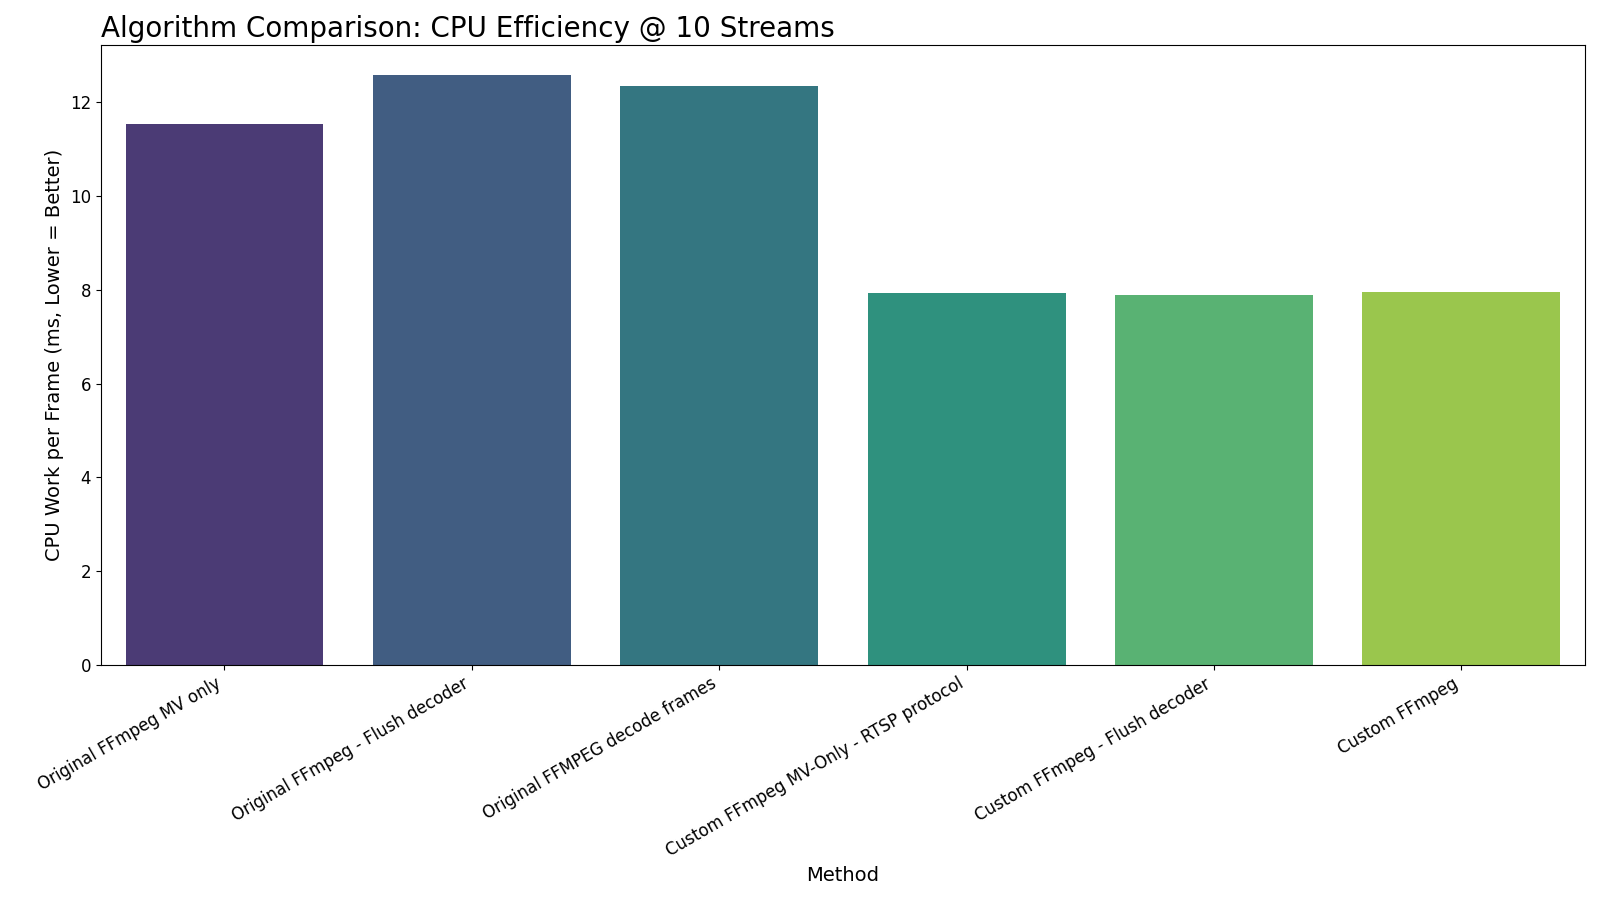 Algorithm Comparison: CPU Efficiency @ 10 Streams
CPU Work per Frame (ms, Lower = Better)
12
10
8
6
4
2
0
Original FFmpeg MV only
Original FFmpeg - Flush decoder
Original FFMPEG decode frames
Custom FFmpeg MV-Only - RTSP protocol
Custom FFmpeg - Flush decoder
Custom FFmpeg
Method